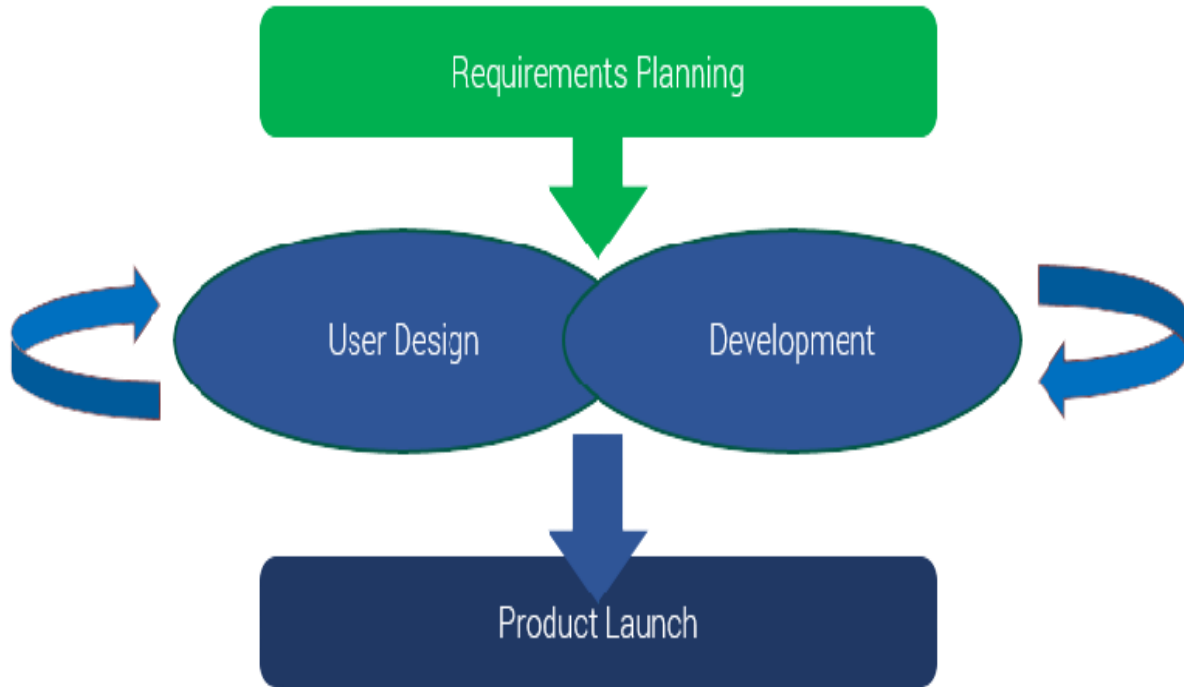 Requirements Planning
User Design
Development
Product Launch